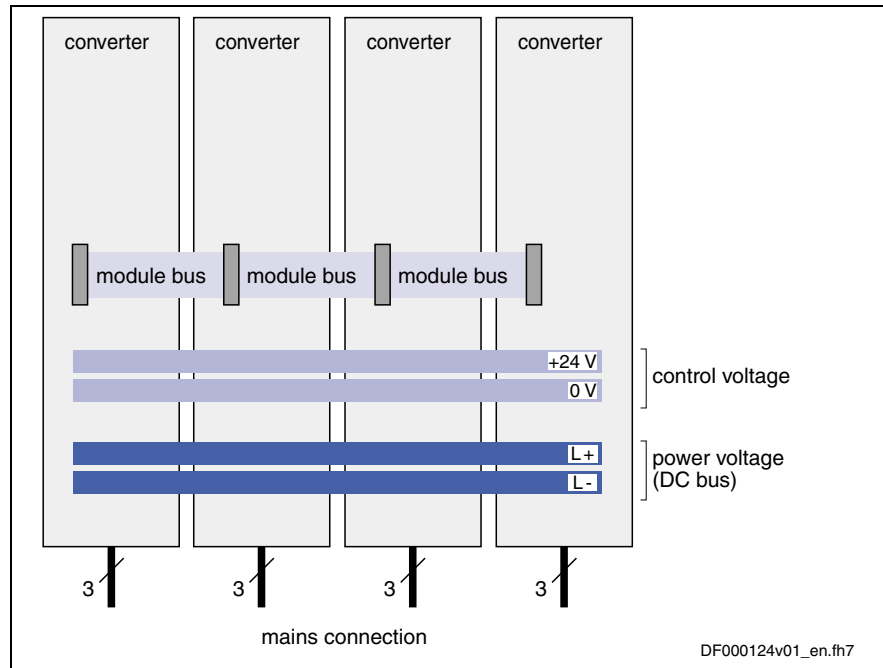 converter
converter
converter
converter
module bus
module bus
module bus
+24 V
0 V
control voltage
L+
L-
power voltage
(DC bus)
3
3
3
3
mains connection
DF000124v01_en.fh7